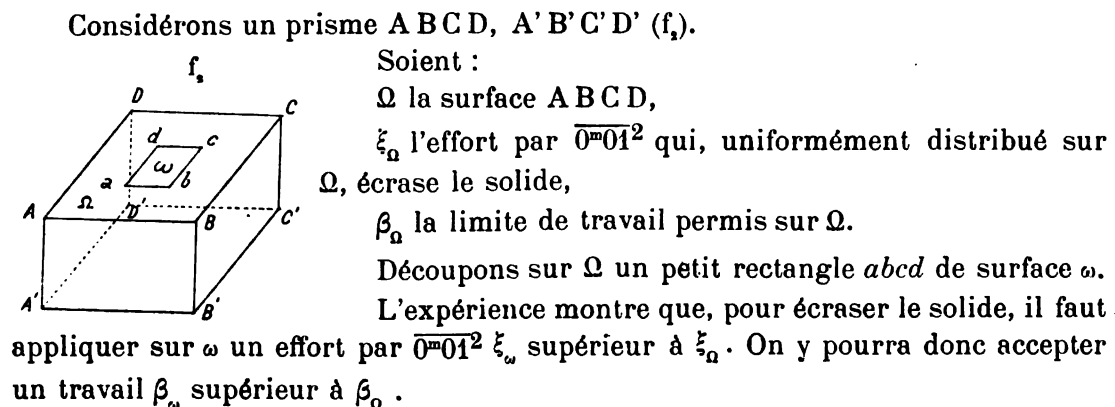 Considérons un prisme A B C D, A' B' C' D' (f₂).
f₂
Soient :
Ω la surface A B C D,
ξ_Ω l'effort par 0ᵐ01² qui, uniformément distribué sur
Ω, écrase le solide,
β_Ω la limite de travail permis sur Ω.
Découpons sur Ω un petit rectangle abcd de surface ω.
L'expérience montre que, pour écraser le solide, il faut
appliquer sur ω un effort par 0ᵐ01² ξ_ω supérieur à ξ_Ω. On y pourra donc accepter
un travail β_ω supérieur à β_Ω.
D
C
d
c
ω
a
b
Ω
A
D'
B
C'
A'
B'